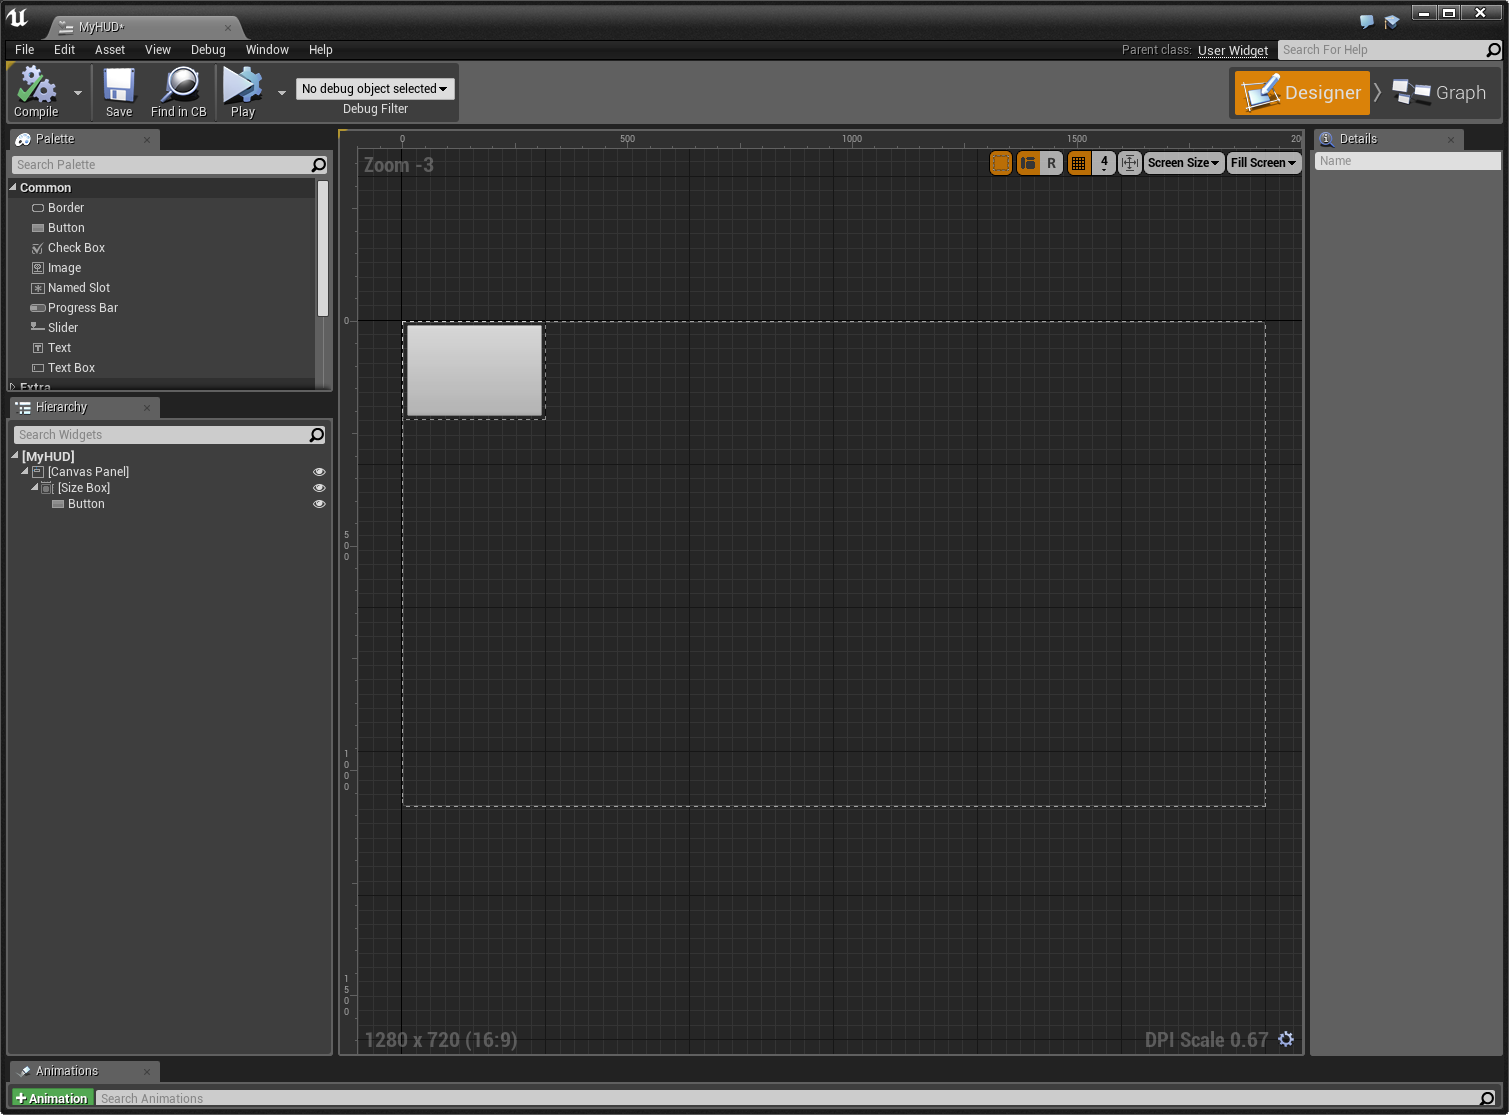 MyHUD*
File Edit Asset View Debug Window Help
Parent class: User Widget
Search For Help
Compile
Save
Find in CB
Play
No debug object selected
Debug Filter
Designer
Graph
Palette
Search Palette
Common
Border
Button
Check Box
Image
Named Slot
Progress Bar
Slider
Text
Text Box
Extra
Hierarchy
Search Widgets
[MyHUD]
[Canvas Panel]
[Size Box]
Button
0 500 1000 1500 20
Zoom -3
R
4
Screen Size
Fill Screen
0
500
1000
1500
1280 x 720 (16:9)
DPI Scale 0.67
Details
Name
Animations
+Animation
Search Animations